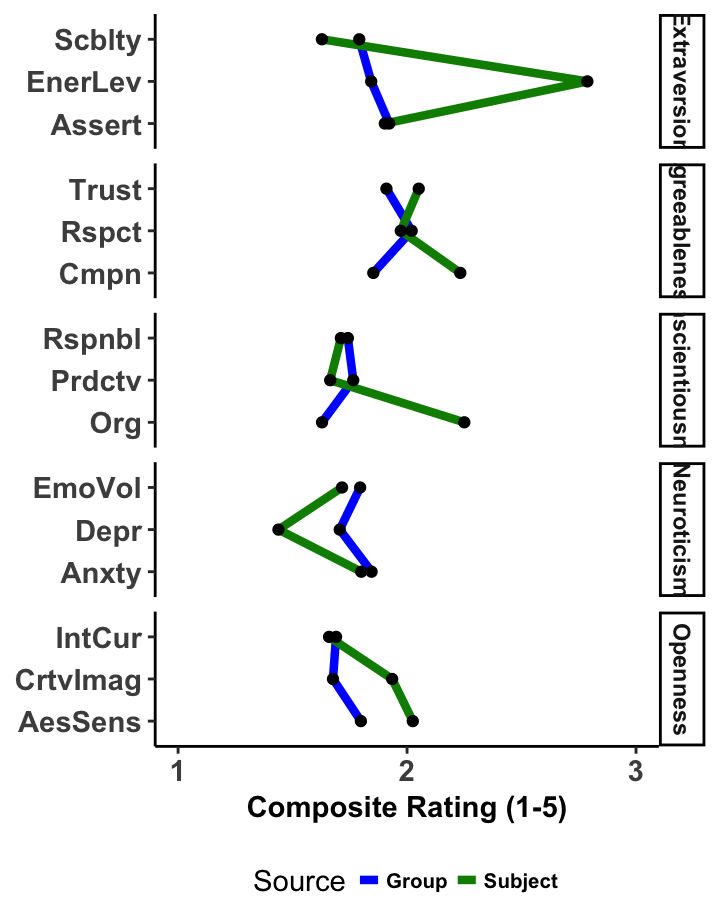 Scblty
EnerLev
Assert
Extraversion
Trust
Rspct
Cmpn
greeablenes
Rspnbl
Prdctv
Org
scientiousn
EmoVol
Depr
Anxty
Neuroticism
IntCur
CrtvImag
AesSens
Openness
1 2 3
Composite Rating (1-5)
Source Group Subject